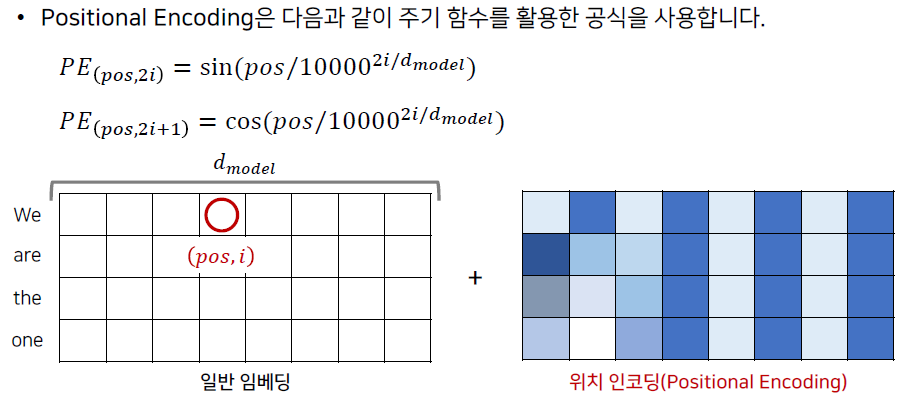 • Positional Encoding은 다음과 같이 주기 함수를 활용한 공식을 사용합니다.
PE(pos,2i) = sin(pos/10000^2i/dmodel)
PE(pos,2i+1) = cos(pos/10000^2i/dmodel)
dmodel
We
are
(pos, i)
+
the
one
일반 임베딩
위치 인코딩(Positional Encoding)